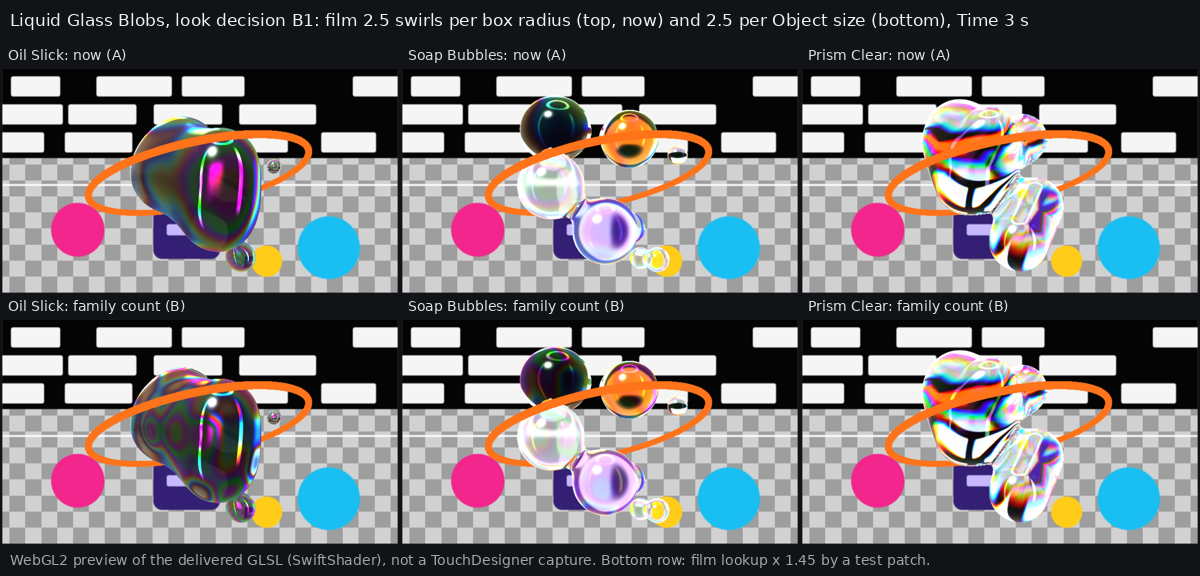 Liquid Glass Blobs, look decision B1: film 2.5 swirls per box radius (top, now) and 2.5 per Object size (bottom), Time 3 s
Oil Slick: now (A)
Soap Bubbles: now (A)
Prism Clear: now (A)
Oil Slick: family count (B)
Soap Bubbles: family count (B)
Prism Clear: family count (B)
WebGL2 preview of the delivered GLSL (SwiftShader), not a TouchDesigner capture. Bottom row: film lookup x 1.45 by a test patch.